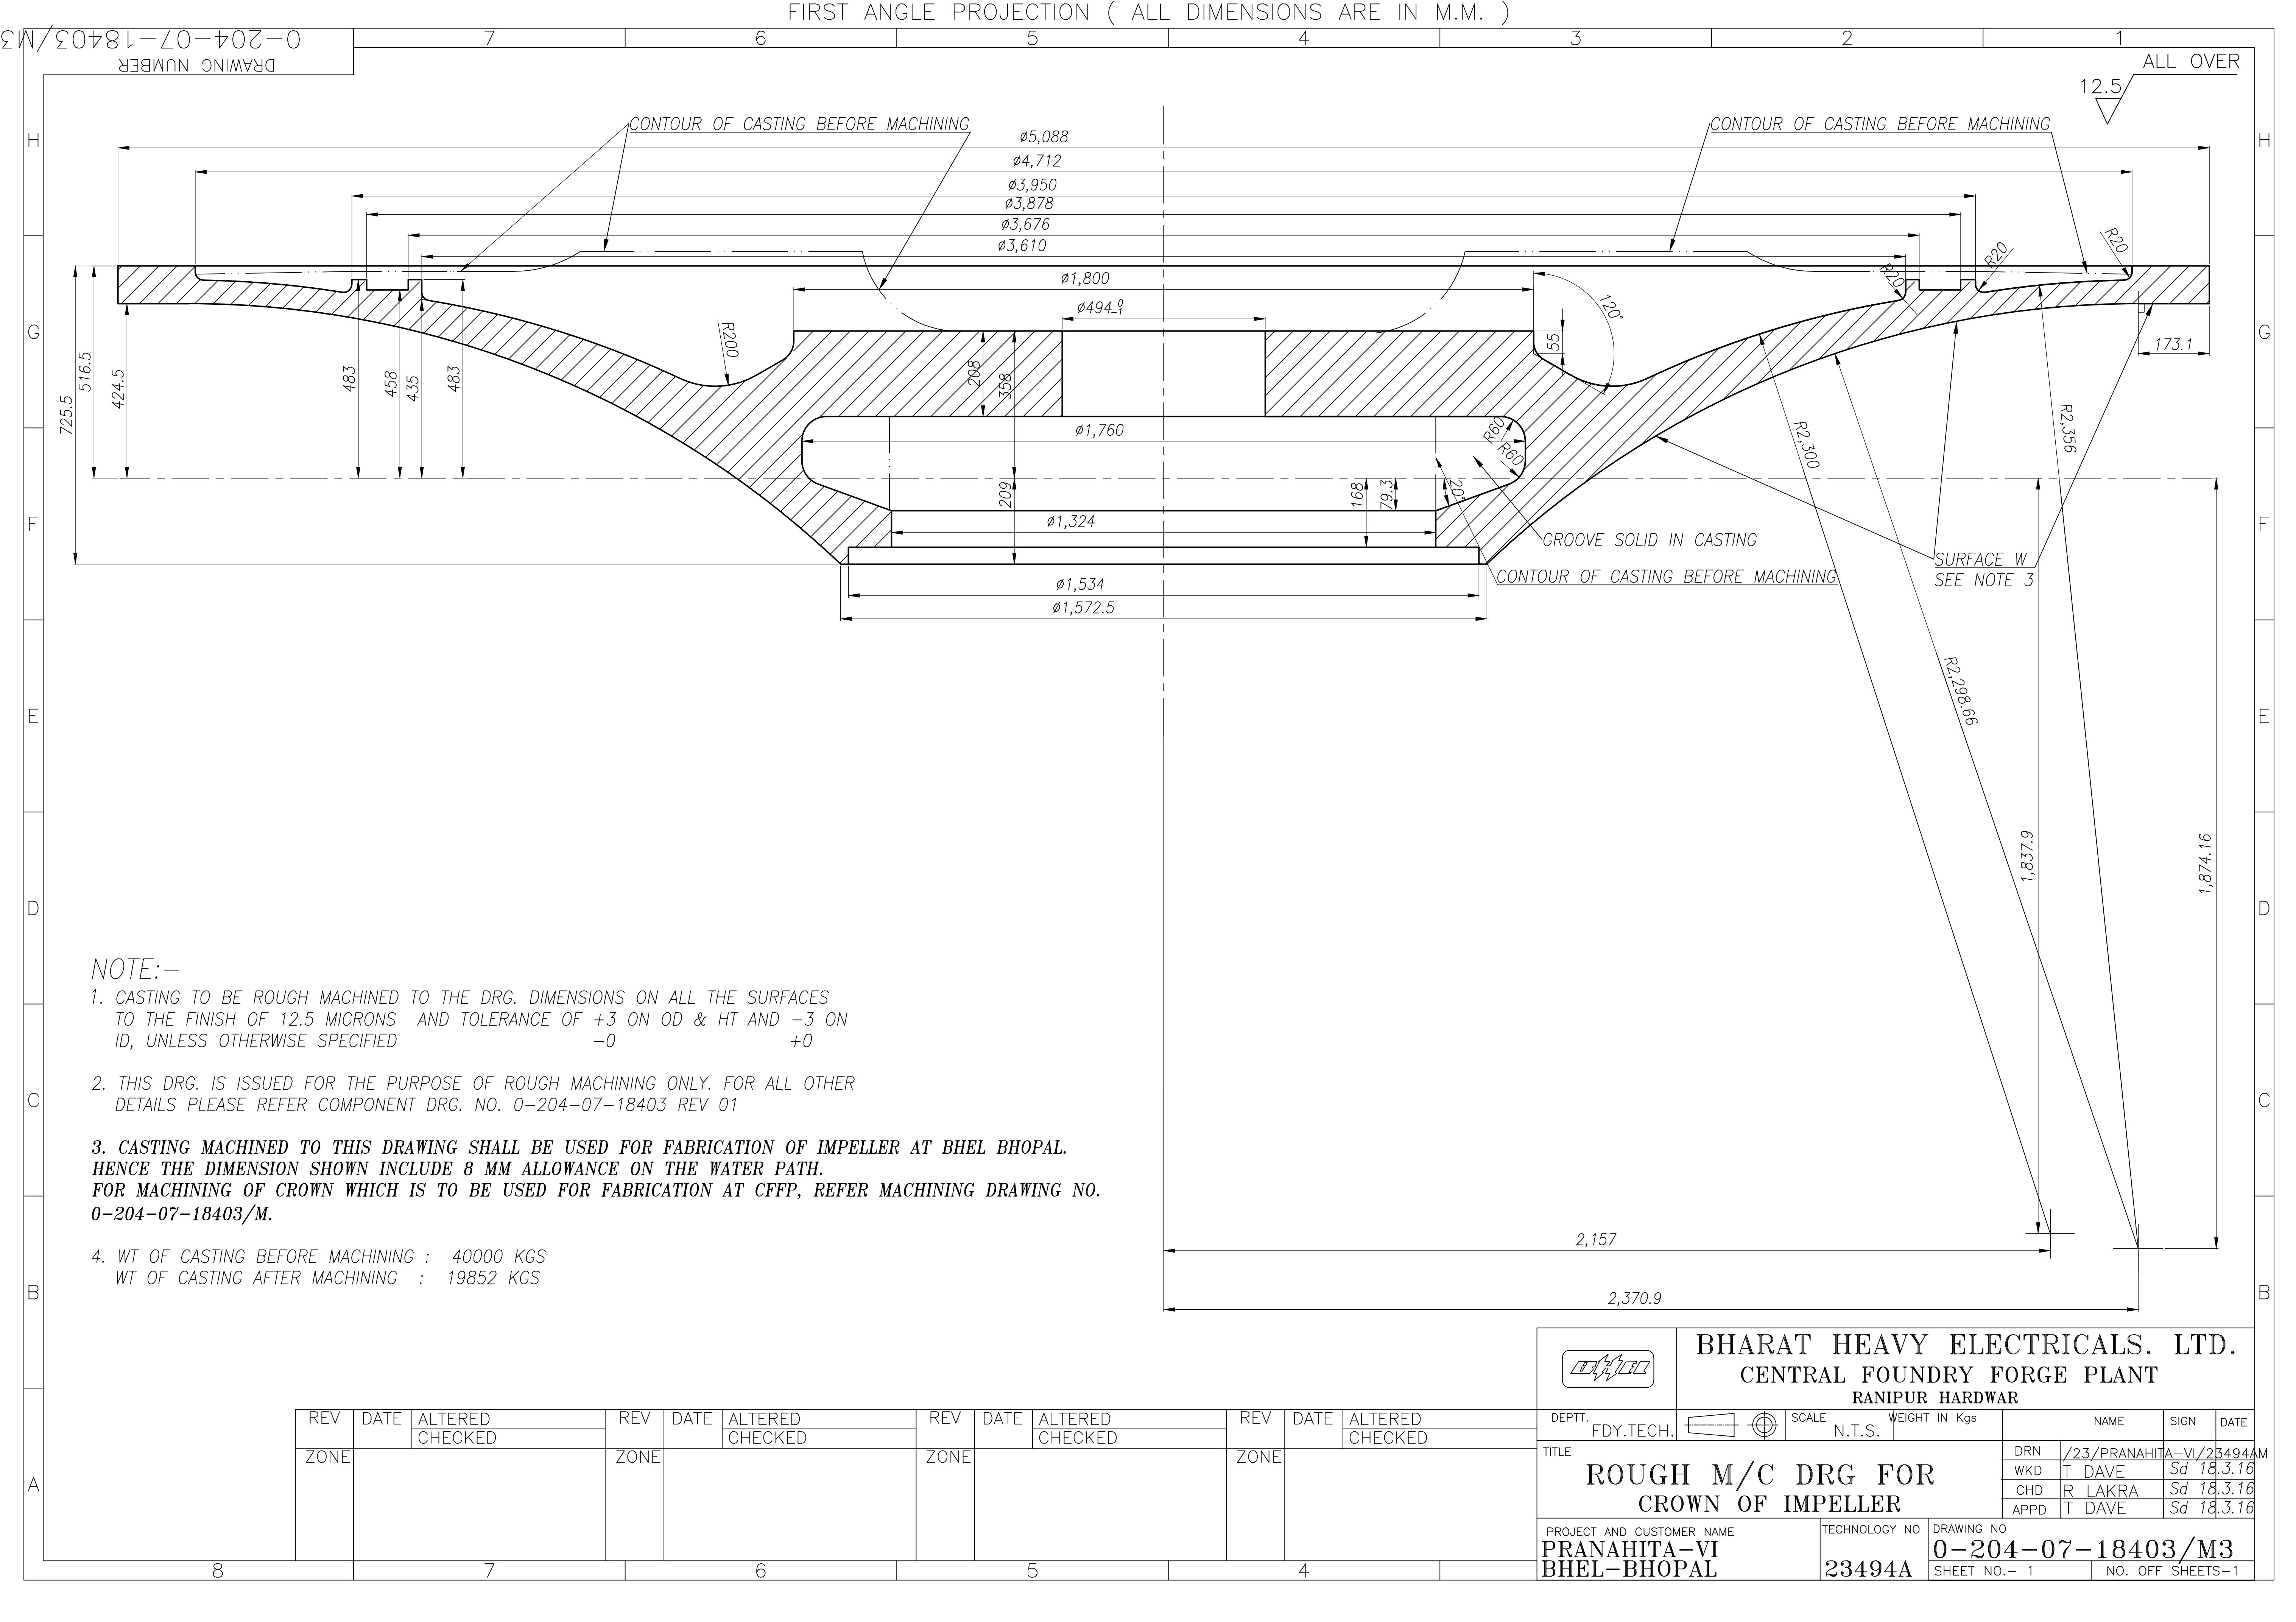 FIRST ANGLE PROJECTION ( ALL DIMENSIONS ARE IN M.M. )
0-204-07-18403/M3
DRAWING NUMBER
7 6 5 4 3 2 1
ALL OVER
12.5
CONTOUR OF CASTING BEFORE MACHINING
CONTOUR OF CASTING BEFORE MACHINING
H H
ø5,088
ø4,712
ø3,950
ø3,878
ø3,676
ø3,610
ø1,800
ø494 0 -1
R20
R20
R20
120°
R200
55
G G
173.1
725.5
516.5
424.5
483
458
435
483
208
358
ø1,760
R60
R60
R2,300
R2,356
209
168
79.3
20°
ø1,324
F F
GROOVE SOLID IN CASTING
CONTOUR OF CASTING BEFORE MACHINING
SURFACE W
SEE NOTE 3
ø1,534
ø1,572.5
R2,298.66
E E
1,837.9
1,874.16
D D
NOTE:-
1. CASTING TO BE ROUGH MACHINED TO THE DRG. DIMENSIONS ON ALL THE SURFACES
TO THE FINISH OF 12.5 MICRONS AND TOLERANCE OF +3 ON OD & HT AND -3 ON
ID, UNLESS OTHERWISE SPECIFIED -0 +0
2. THIS DRG. IS ISSUED FOR THE PURPOSE OF ROUGH MACHINING ONLY. FOR ALL OTHER
DETAILS PLEASE REFER COMPONENT DRG. NO. 0-204-07-18403 REV 01
C C
3. CASTING MACHINED TO THIS DRAWING SHALL BE USED FOR FABRICATION OF IMPELLER AT BHEL BHOPAL.
HENCE THE DIMENSION SHOWN INCLUDE 8 MM ALLOWANCE ON THE WATER PATH.
FOR MACHINING OF CROWN WHICH IS TO BE USED FOR FABRICATION AT CFFP, REFER MACHINING DRAWING NO.
0-204-07-18403/M.
4. WT OF CASTING BEFORE MACHINING : 40000 KGS
WT OF CASTING AFTER MACHINING : 19852 KGS
2,157
2,370.9
B B
BHEL
BHARAT HEAVY ELECTRICALS. LTD.
CENTRAL FOUNDRY FORGE PLANT
RANIPUR HARDWAR
REV DATE ALTERED REV DATE ALTERED REV DATE ALTERED REV DATE ALTERED
CHECKED CHECKED CHECKED CHECKED
ZONE ZONE ZONE ZONE
DEPTT. FDY.TECH. SCALE N.T.S. WEIGHT IN Kgs NAME SIGN DATE
TITLE
ROUGH M/C DRG FOR
CROWN OF IMPELLER
DRN /23/PRANAHITA-VI/23494AM
WKD T DAVE Sd 18.3.16
CHD R LAKRA Sd 18.3.16
APPD T DAVE Sd 18.3.16
A
PROJECT AND CUSTOMER NAME
PRANAHITA-VI
BHEL-BHOPAL
TECHNOLOGY NO
23494A
DRAWING NO
0-204-07-18403/M3
SHEET NO.- 1 NO. OFF SHEETS-1
8 7 6 5 4